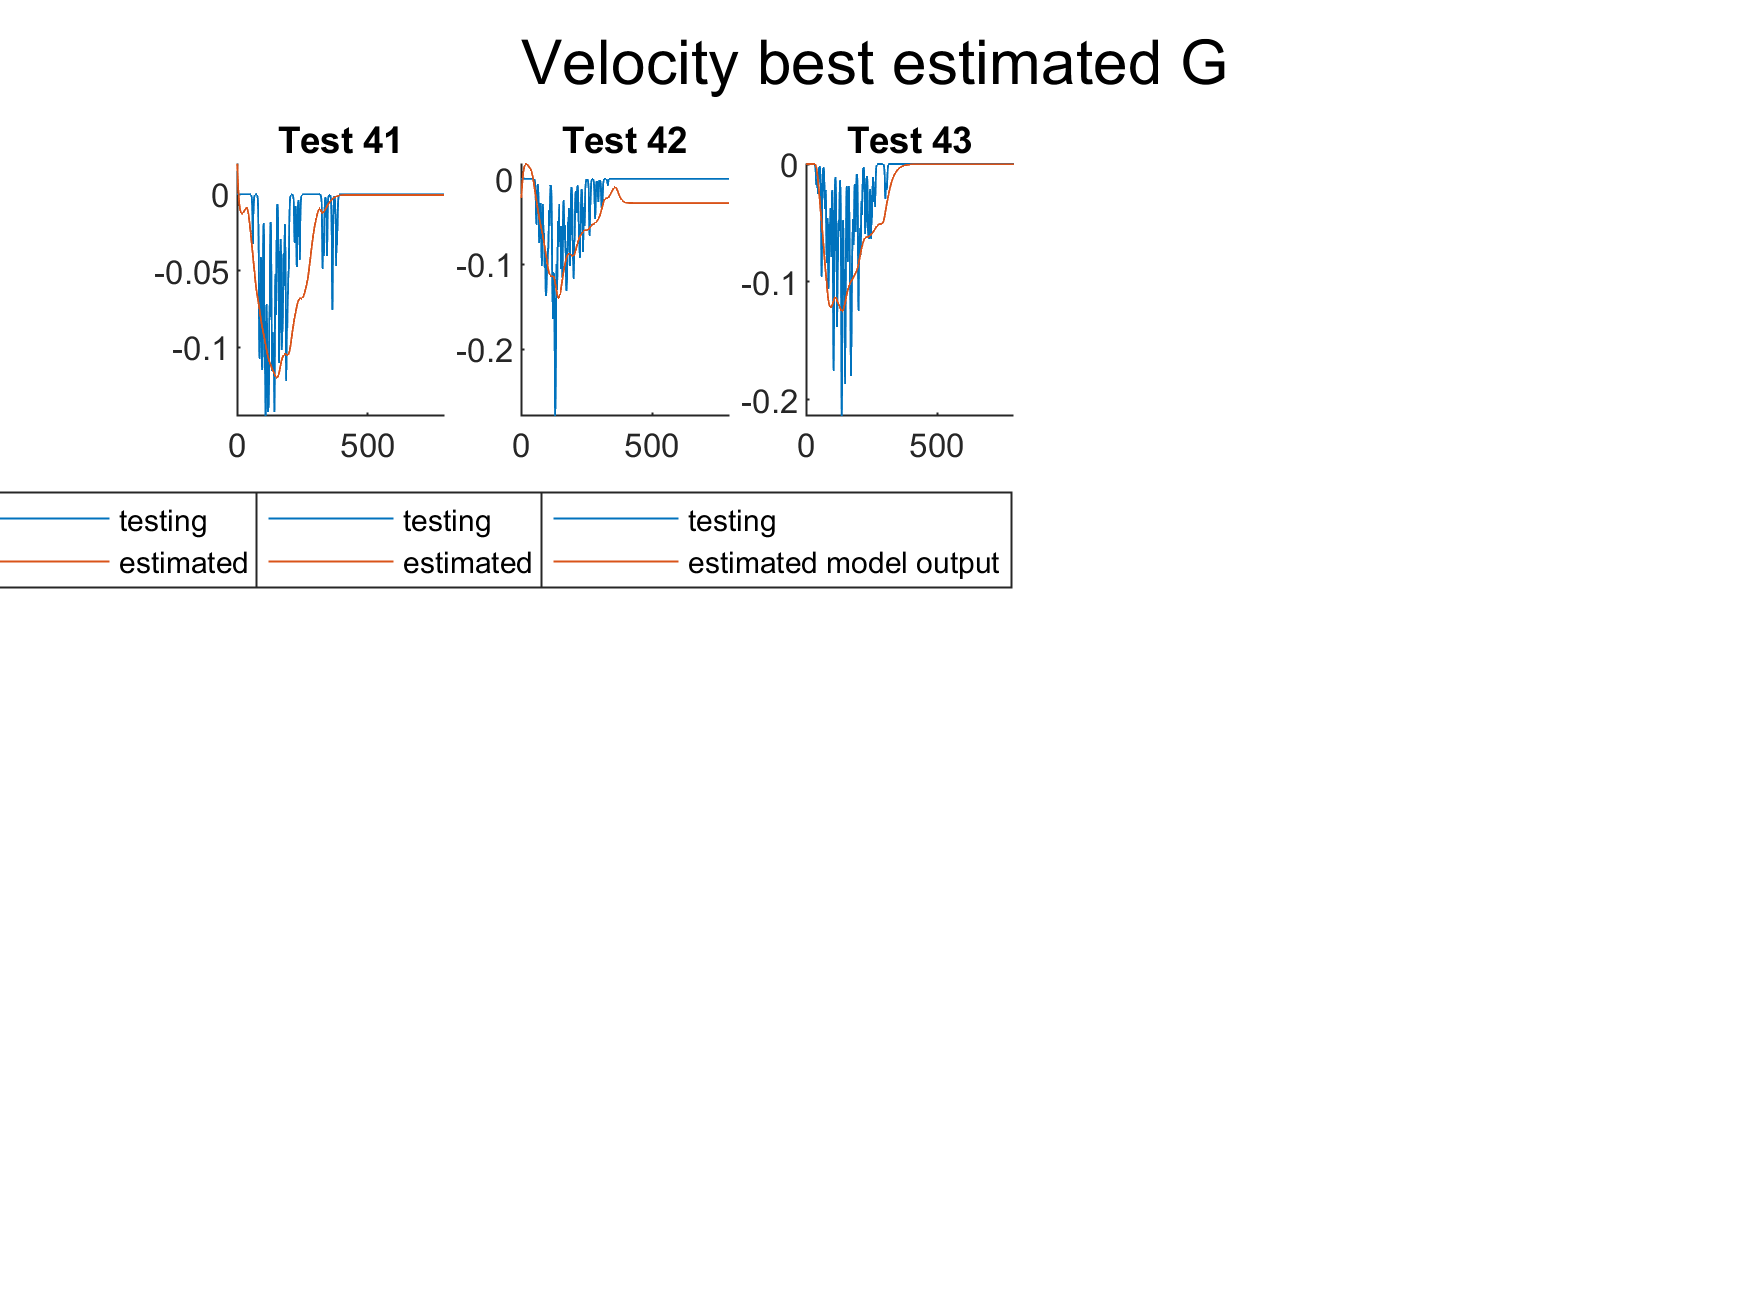 Velocity best estimated G
Test 41
0
-0.05
-0.1
0 500
Test 42
0
-0.1
-0.2
0 500
Test 43
0
-0.1
-0.2
0 500
testing
estimated
testing
estimated
testing
estimated model output